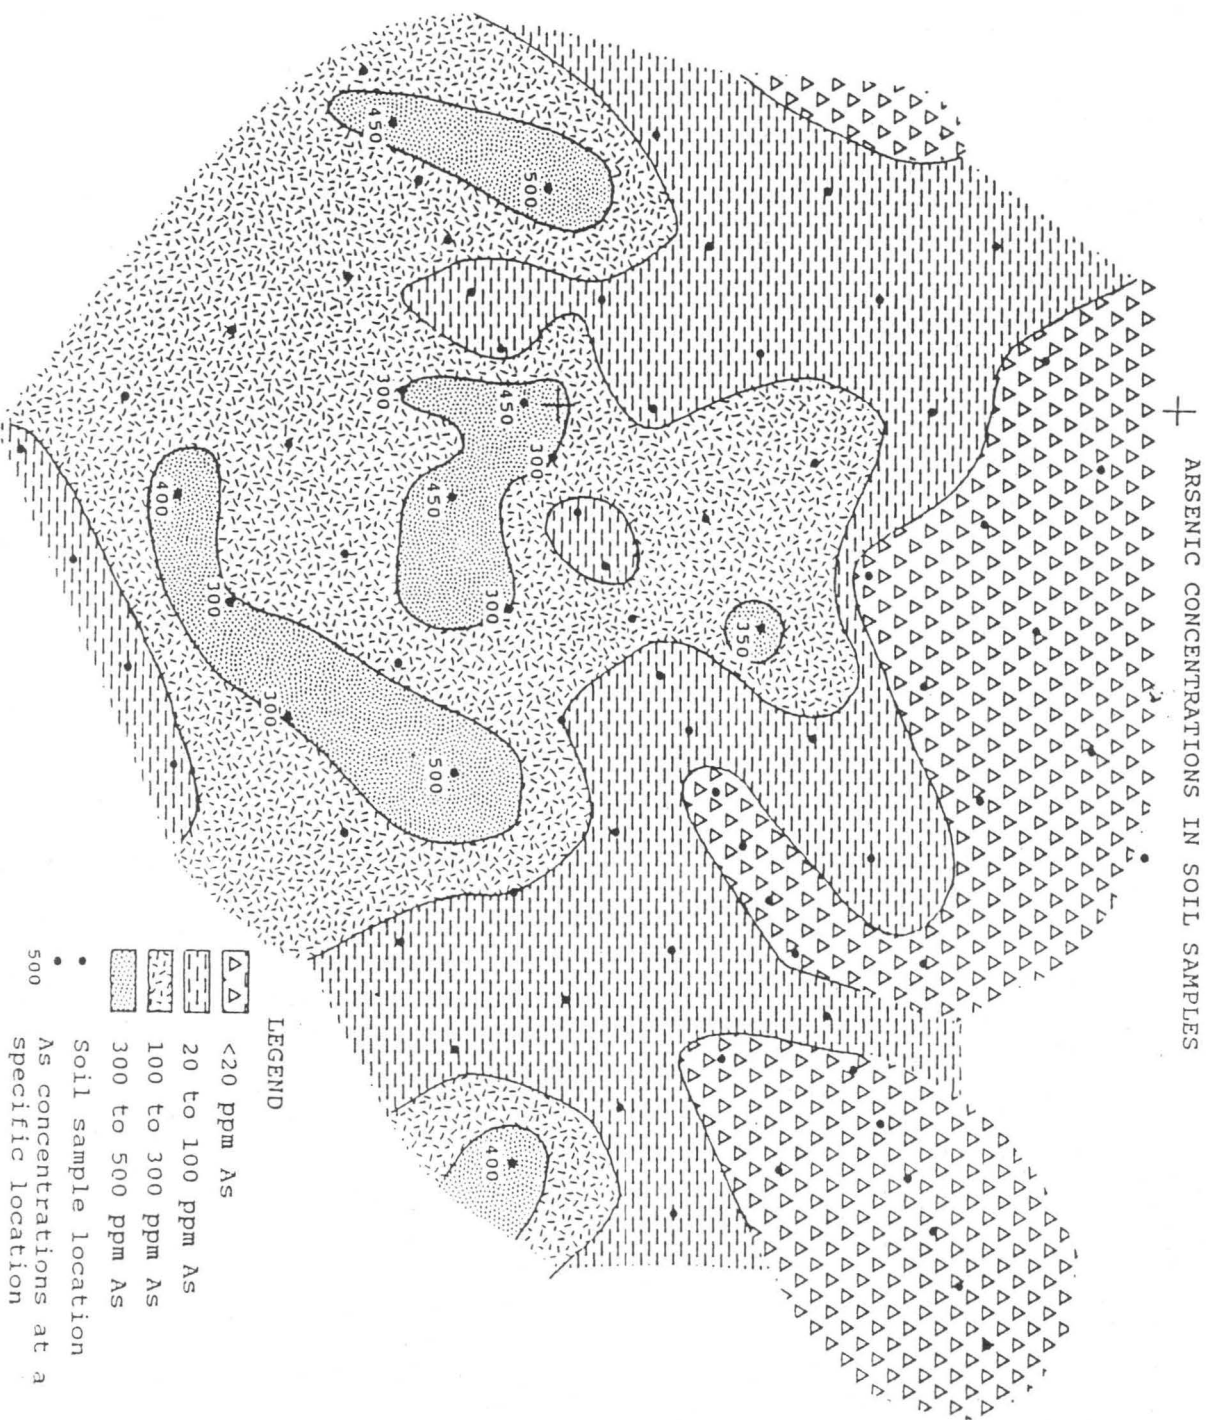 ARSENIC CONCENTRATIONS IN SOIL SAMPLES
350
500
300
450
300
400
450
500
300
450
300
300
400
LEGEND
<20 ppm As
20 to 100 ppm As
100 to 300 ppm As
300 to 500 ppm As
Soil sample location
500 As concentrations at a
specific location